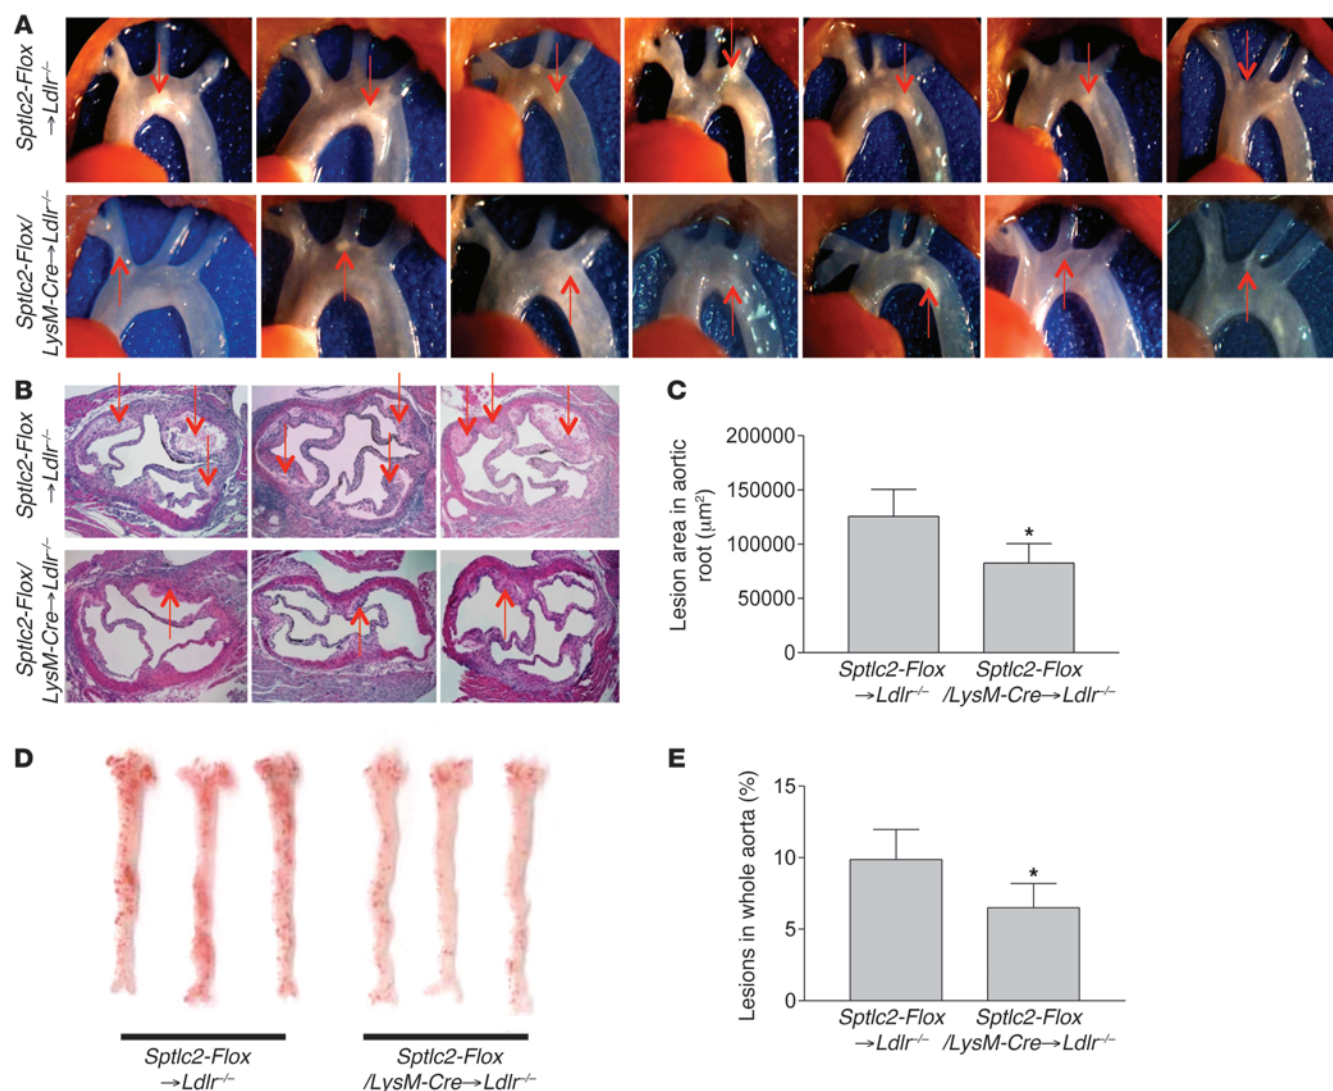 A
Sptlc2-Flox
→Ldlr⁻/⁻
Sptlc2-Flox/
LysM-Cre→Ldlr⁻/⁻
B
Sptlc2-Flox
→Ldlr⁻/⁻
Sptlc2-Flox/
LysM-Cre→Ldlr⁻/⁻
C
Lesion area in aortic
root (μm²)
200000
150000
100000
50000
0
*
Sptlc2-Flox
→Ldlr⁻/⁻
Sptlc2-Flox
/LysM-Cre→Ldlr⁻/⁻
D
Sptlc2-Flox
→Ldlr⁻/⁻
Sptlc2-Flox
/LysM-Cre→Ldlr⁻/⁻
E
Lesions in whole aorta (%)
15
10
5
0
*
Sptlc2-Flox
→Ldlr⁻/⁻
Sptlc2-Flox
/LysM-Cre→Ldlr⁻/⁻